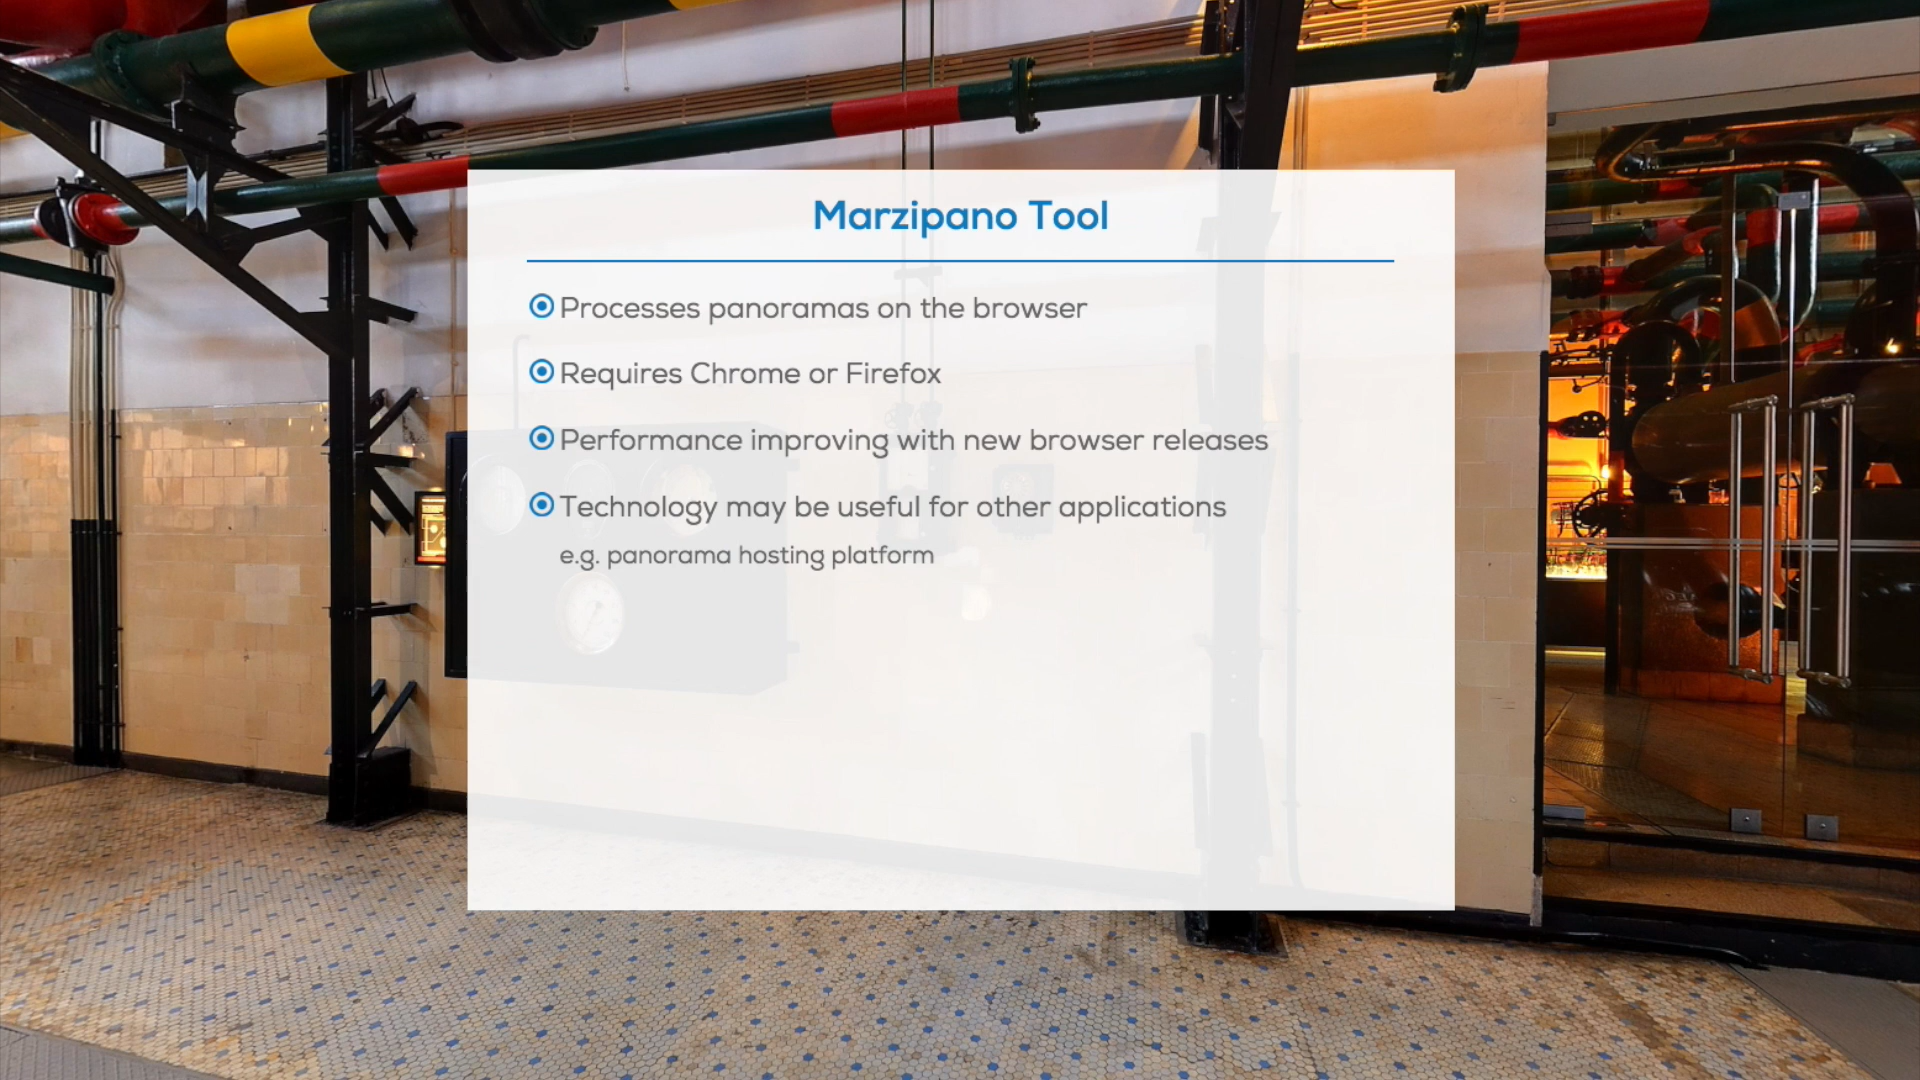 Marzipano Tool
Processes panoramas on the browser
Requires Chrome or Firefox
Performance improving with new browser releases
Technology may be useful for other applications
e.g. panorama hosting platform